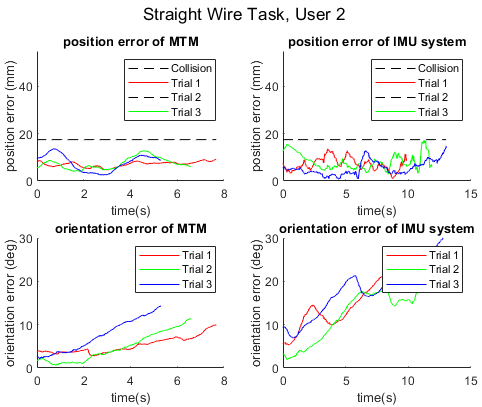 Straight Wire Task, User 2
position error of MTM
position error (mm)
40
20
0
Collision
Trial 1
Trial 2
Trial 3
0 2 4 6 8
time(s)
position error of IMU system
position error (mm)
40
20
0
Collision
Trial 1
Trial 2
Trial 3
0 5 10 15
time(s)
orientation error of MTM
orientation error (deg)
30
20
10
0
Trial 1
Trial 2
Trial 3
0 2 4 6 8
time(s)
orientation error of IMU system
orientation error (deg)
30
20
10
0
Trial 1
Trial 2
Trial 3
0 5 10 15
time(s)